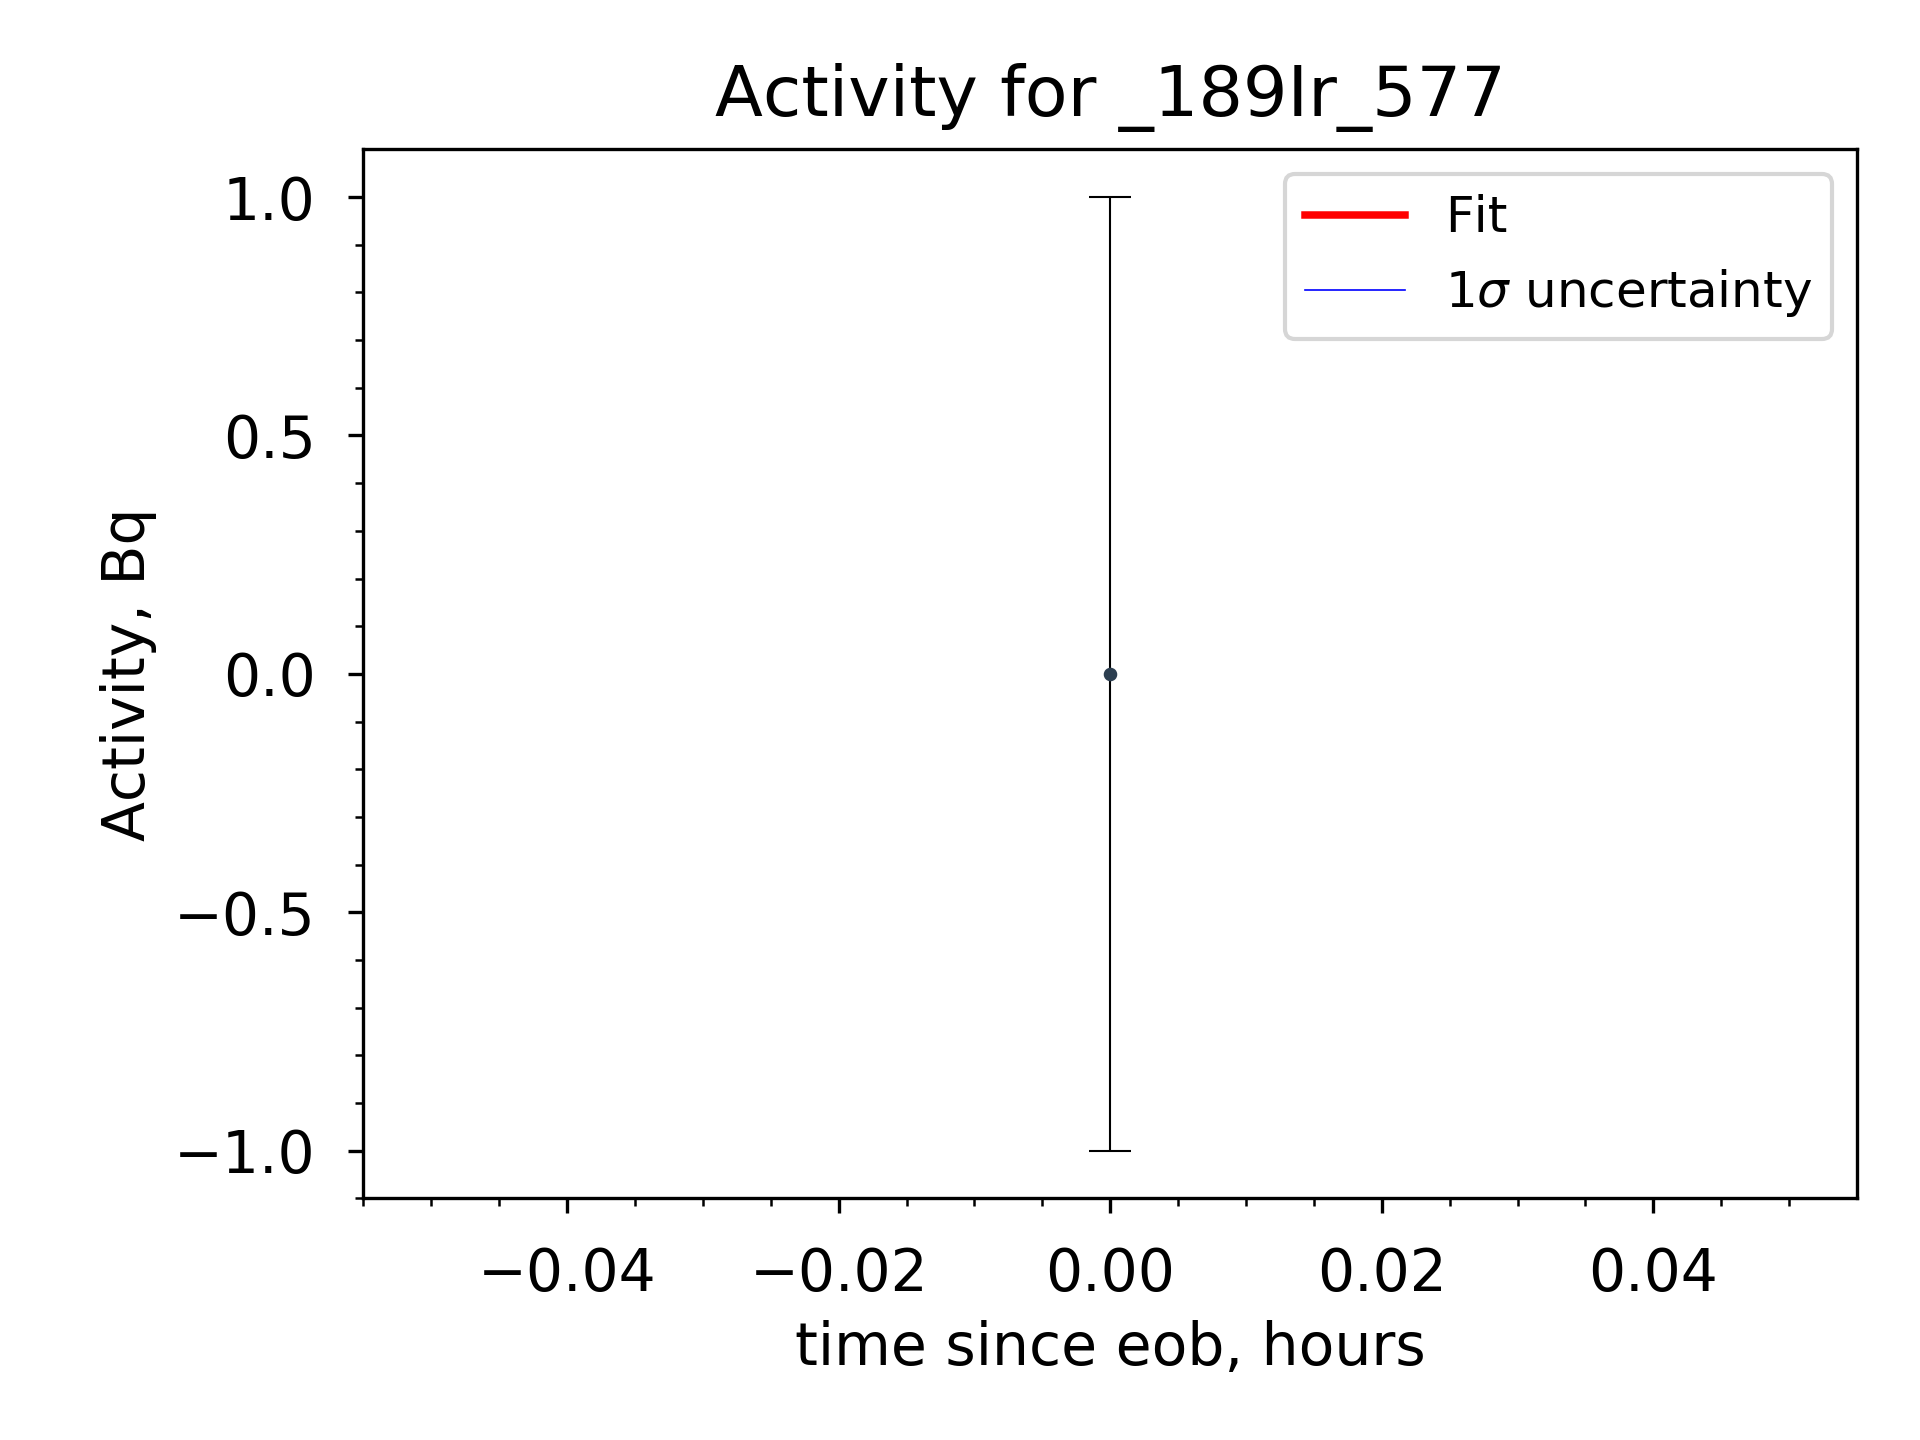 Activity for _189Ir_577
Fit
1σ uncertainty
1.0
0.5
0.0
−0.5
−1.0
Activity, Bq
−0.04 −0.02 0.00 0.02 0.04
time since eob, hours